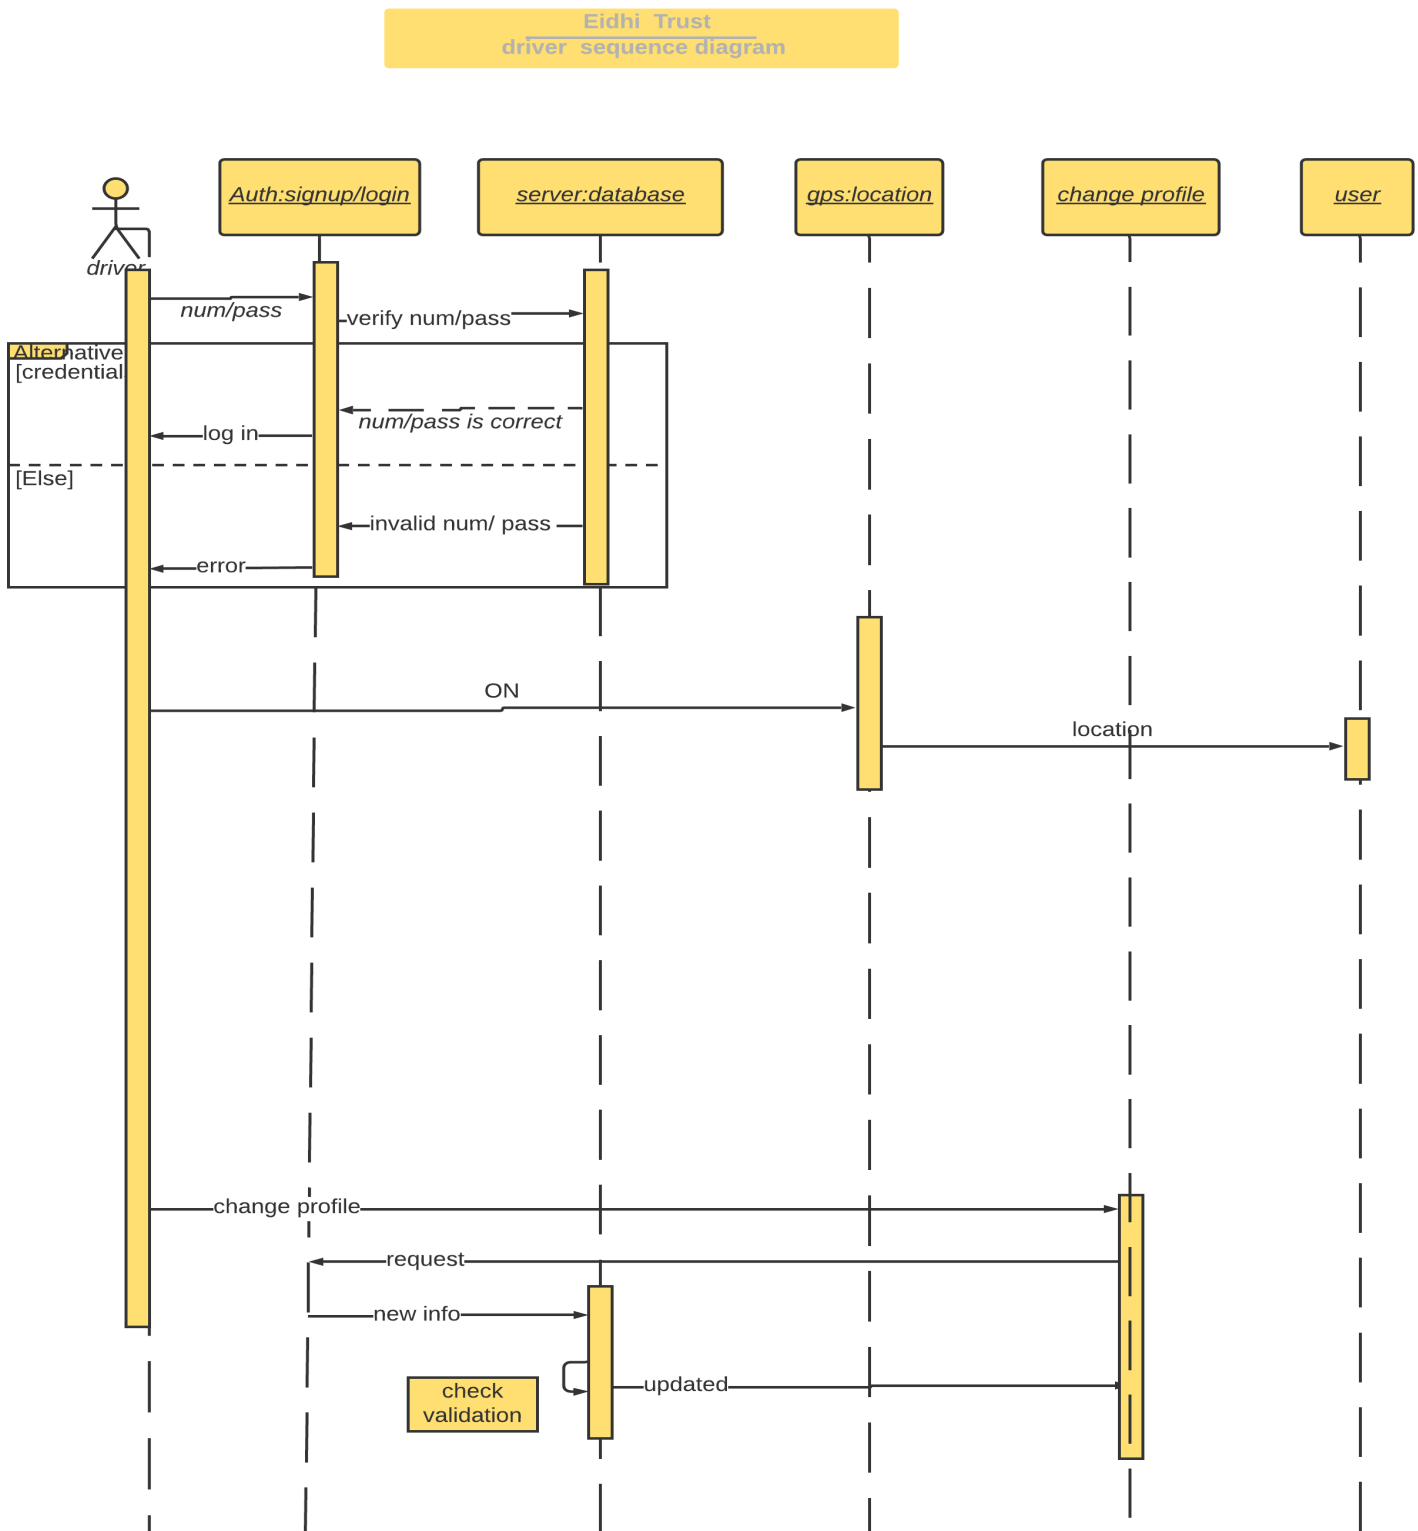 Eidhi Trust
driver sequence diagram
Auth:signup/login
server:database
gps:location
change profile
user
driver
num/pass
verify num/pass
Alternative
[credential
num/pass is correct
log in
[Else]
invalid num/ pass
error
ON
location
change profile
request
new info
check
validation
updated